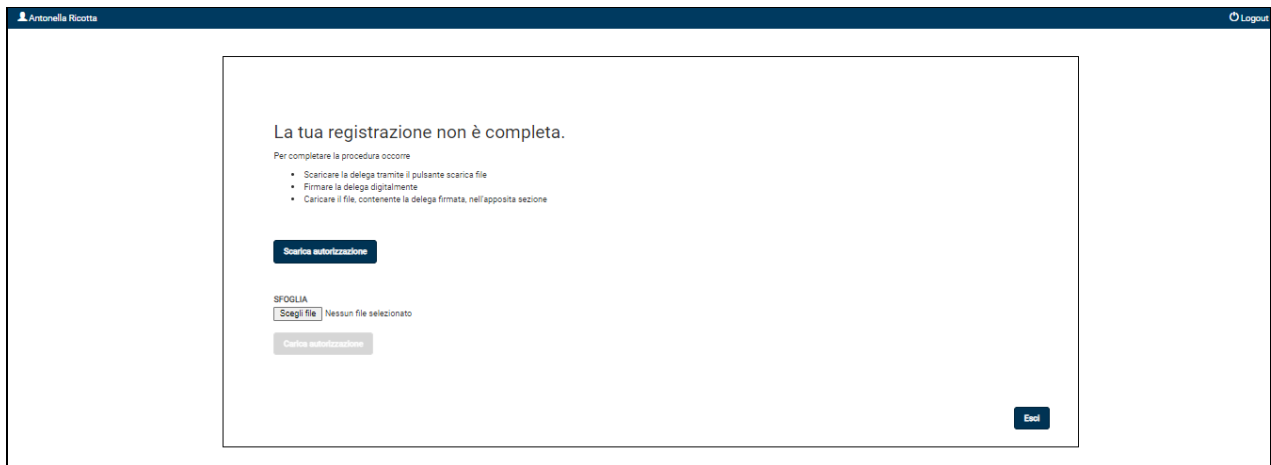 Antonella Ricotta
Logout
La tua registrazione non è completa.
Per completare la procedura occorre
Scaricare la delega tramite il pulsante scarica file
Firmare la delega digitalmente
Caricare il file, contenente la delega firmata, nell'apposita sezione
Scarica autorizzazione
SFOGLIA
Scegli file Nessun file selezionato
Carica autorizzazione
Esci